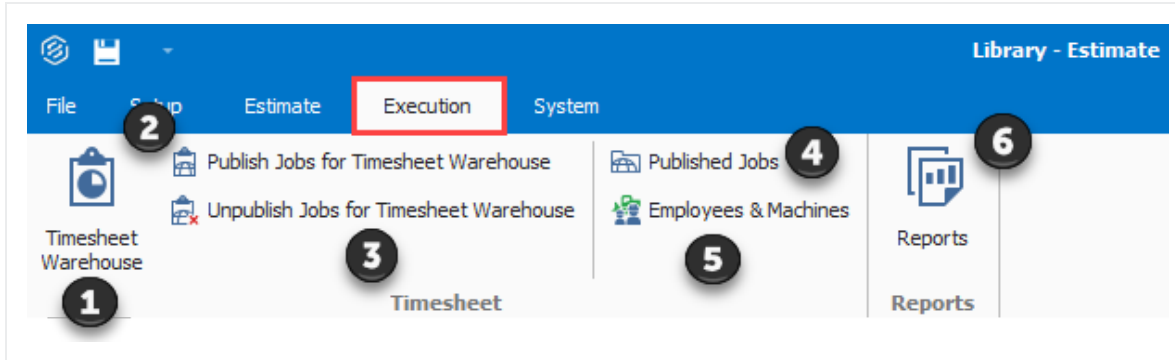 Library - Estimate
File Setup Estimate Execution System
2
Publish Jobs for Timesheet Warehouse
Published Jobs
4
6
Unpublish Jobs for Timesheet Warehouse
Employees & Machines
Timesheet
Warehouse
Reports
1
3
5
Timesheet
Reports